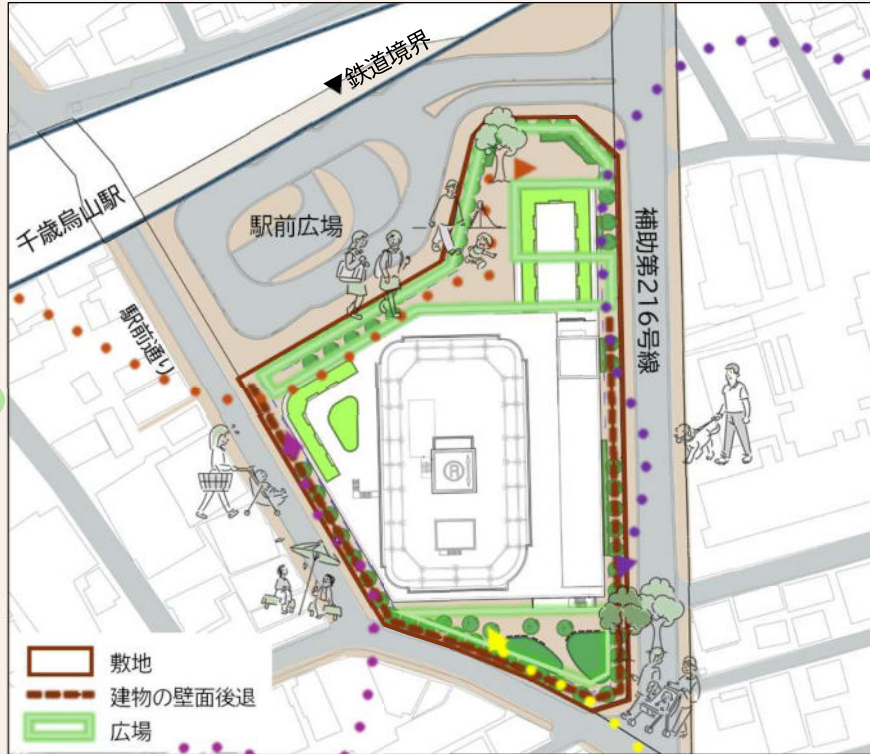 ▼鉄道境界
千歳烏山駅
駅前広場
補助第216号線
駅前通り
R
敷地
建物の壁面後退
広場